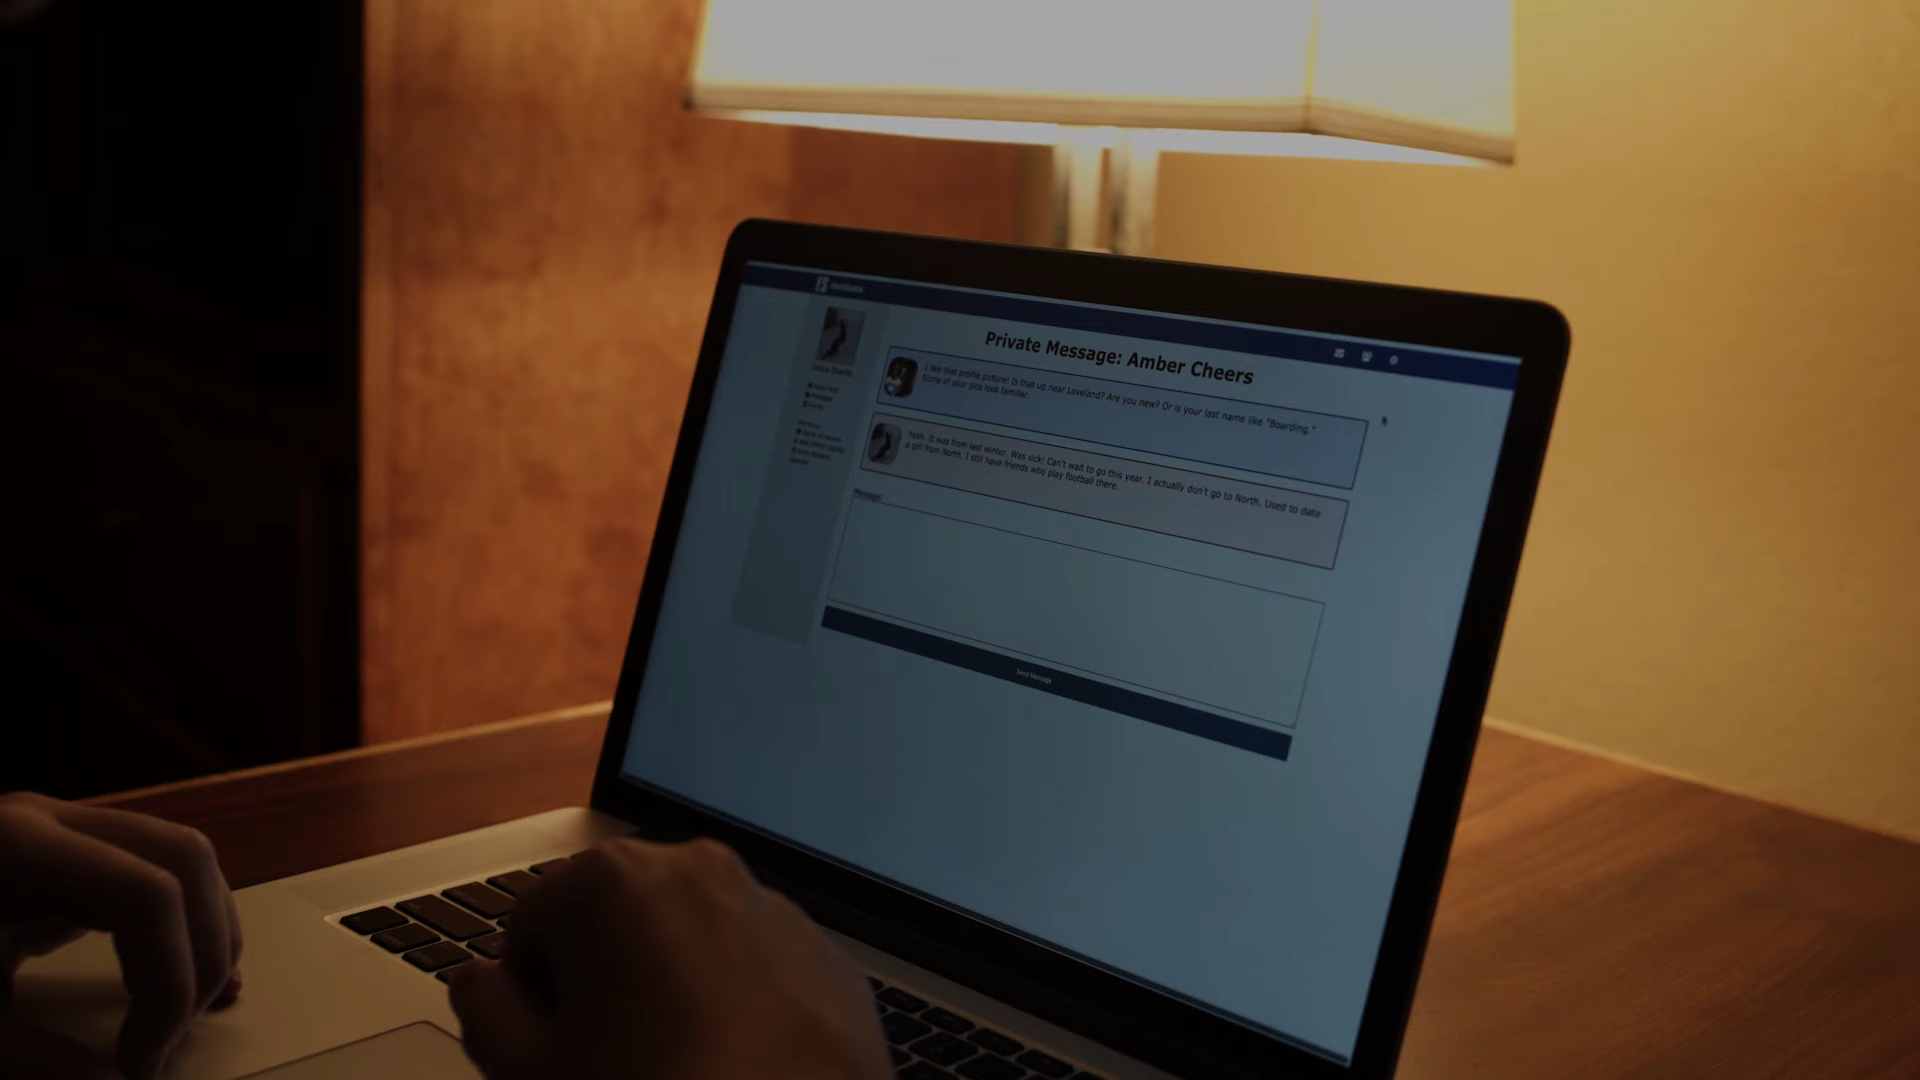 Private Message: Amber Cheers
I like that profile picture! Is that up near Loveland? Are you new? Or is your last name like "Boarding."
Some of your pics look familiar.
Yeah. It was from last winter. Was sick! Can't wait to go this year. I actually don't go to North. Used to date
a girl from North. I still have friends who play football there.
Message:
Send Message